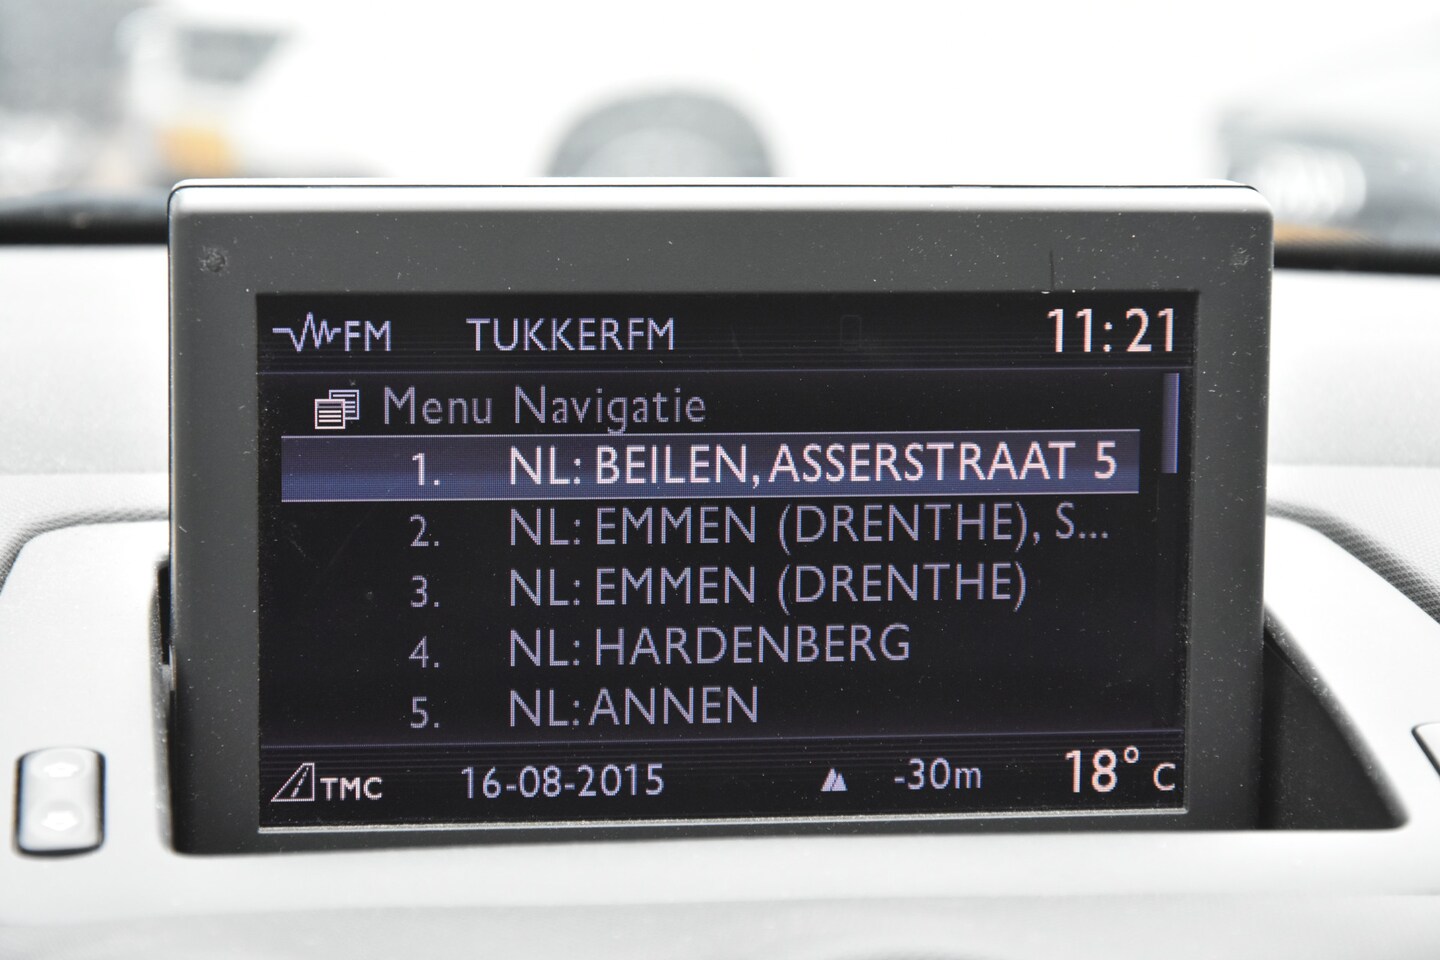 FM TUKKERFM 11:21
Menu Navigatie
1. NL: BEILEN, ASSERSTRAAT 5
2. NL: EMMEN (DRENTHE), S...
3. NL: EMMEN (DRENTHE)
4. NL: HARDENBERG
5. NL: ANNEN
TMC 16-08-2015 -30m 18° C